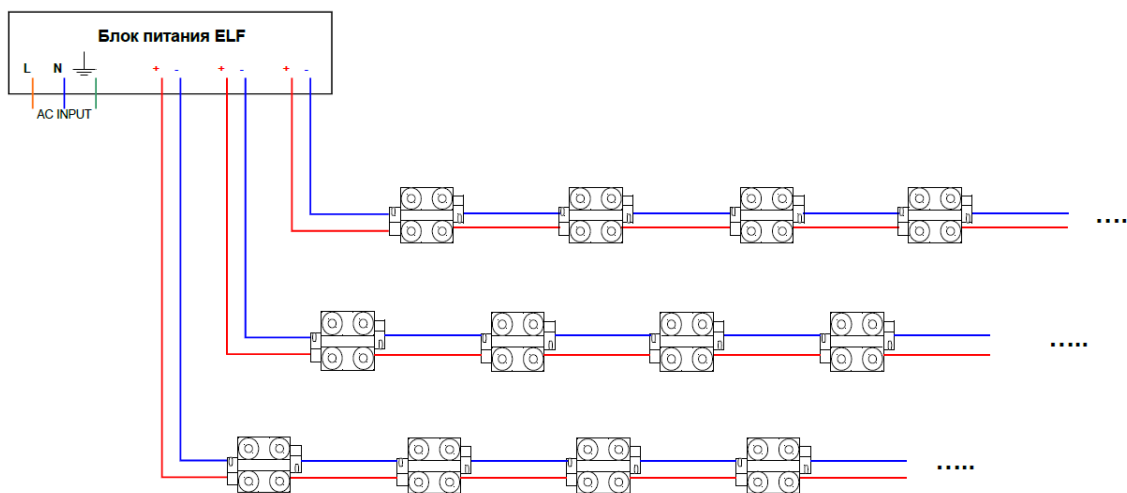 Блок питания ELF
L N + - + - + -
AC INPUT
....
.....
.....